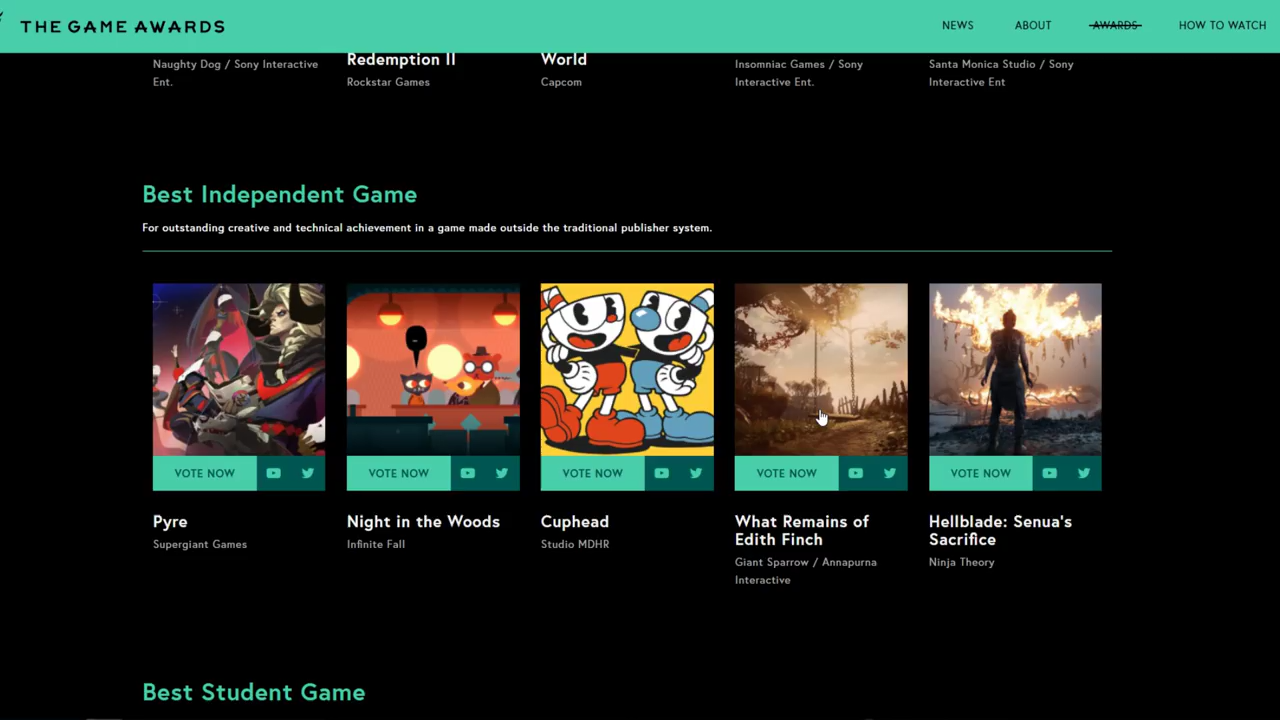 THE GAME AWARDS
NEWS
ABOUT
AWARDS
HOW TO WATCH
Naughty Dog / Sony Interactive
Ent.
Redemption II
Rockstar Games
World
Capcom
Insomniac Games / Sony
Interactive Ent.
Santa Monica Studio / Sony
Interactive Ent
Best Independent Game
For outstanding creative and technical achievement in a game made outside the traditional publisher system.
VOTE NOW
VOTE NOW
VOTE NOW
VOTE NOW
VOTE NOW
Pyre
Supergiant Games
Night in the Woods
Infinite Fall
Cuphead
Studio MDHR
What Remains of
Edith Finch
Giant Sparrow / Annapurna
Interactive
Hellblade: Senua's
Sacrifice
Ninja Theory
Best Student Game